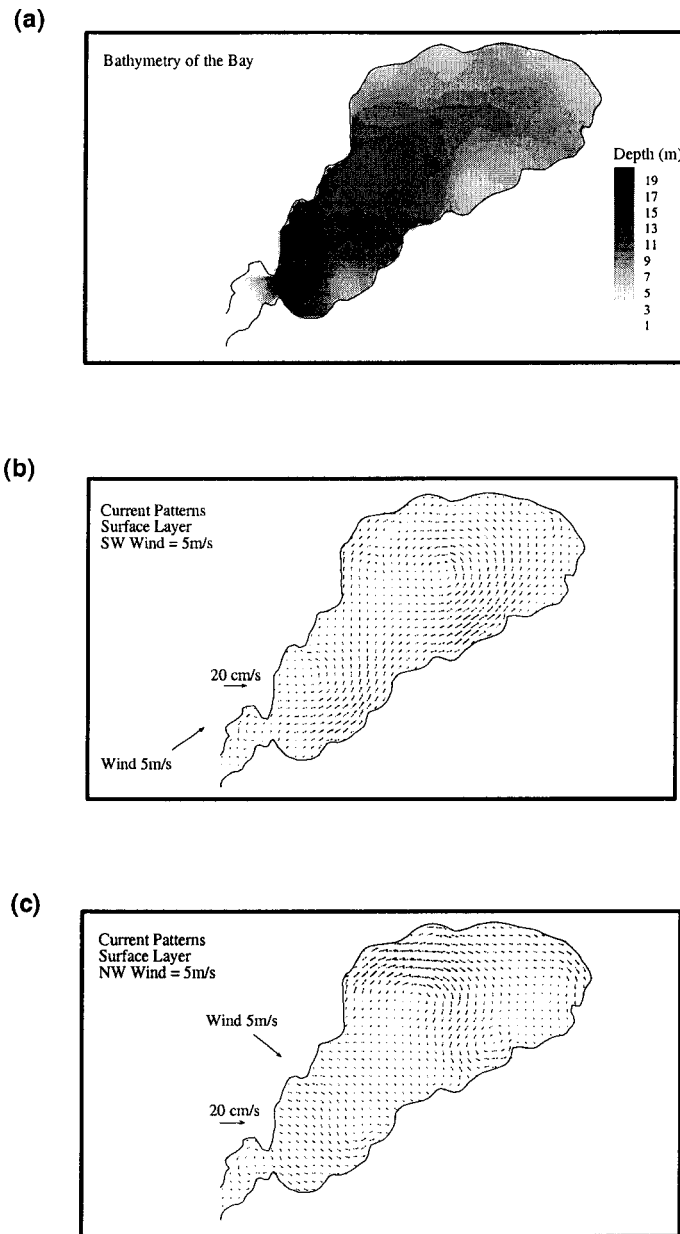 (a)
Bathymetry of the Bay
Depth (m)
19
17
15
13
11
9
7
5
3
1
(b)
Current Patterns
Surface Layer
SW Wind = 5m/s
20 cm/s
Wind 5m/s
(c)
Current Patterns
Surface Layer
NW Wind = 5m/s
Wind 5m/s
20 cm/s